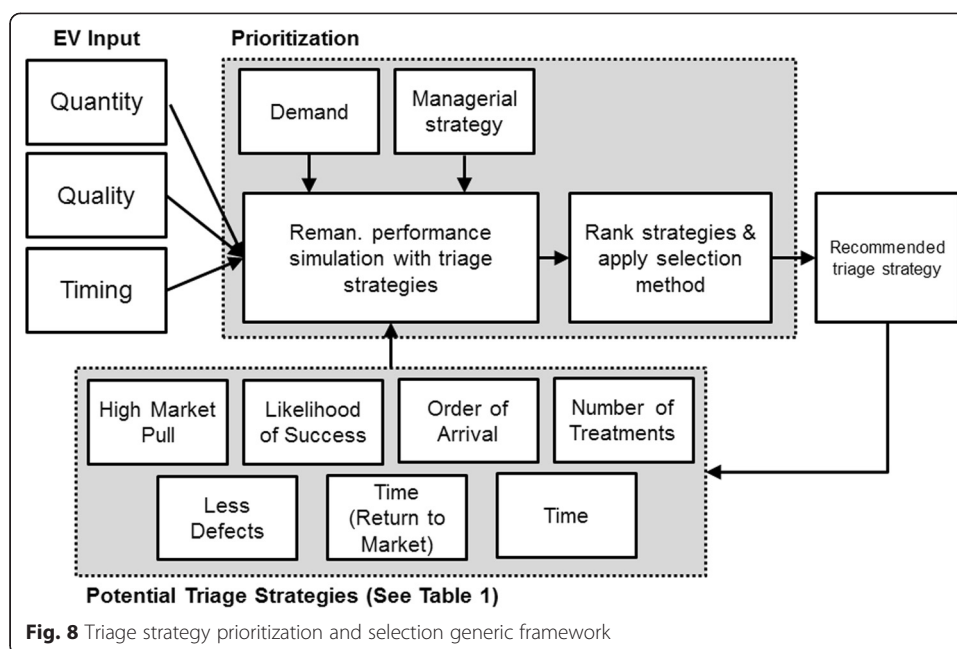 EV Input
Prioritization
Quantity
Quality
Timing
Demand
Managerial
strategy
Reman. performance
simulation with triage
strategies
Rank strategies &
apply selection
method
Recommended
triage strategy
High Market
Pull
Likelihood
of Success
Order of
Arrival
Number of
Treatments
Less
Defects
Time
(Return to
Market)
Time
Potential Triage Strategies (See Table 1)
Fig. 8 Triage strategy prioritization and selection generic framework